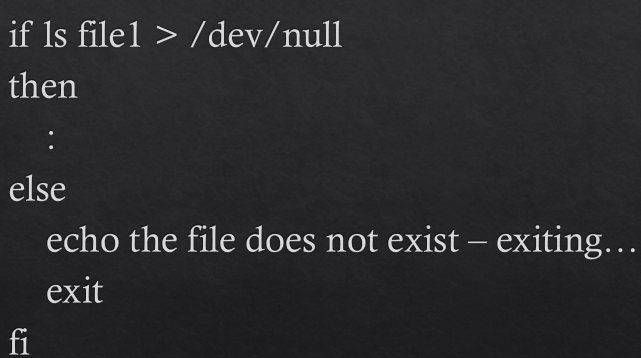 if ls file1 > /dev/null
then
:
else
echo the file does not exist – exiting…
exit
fi